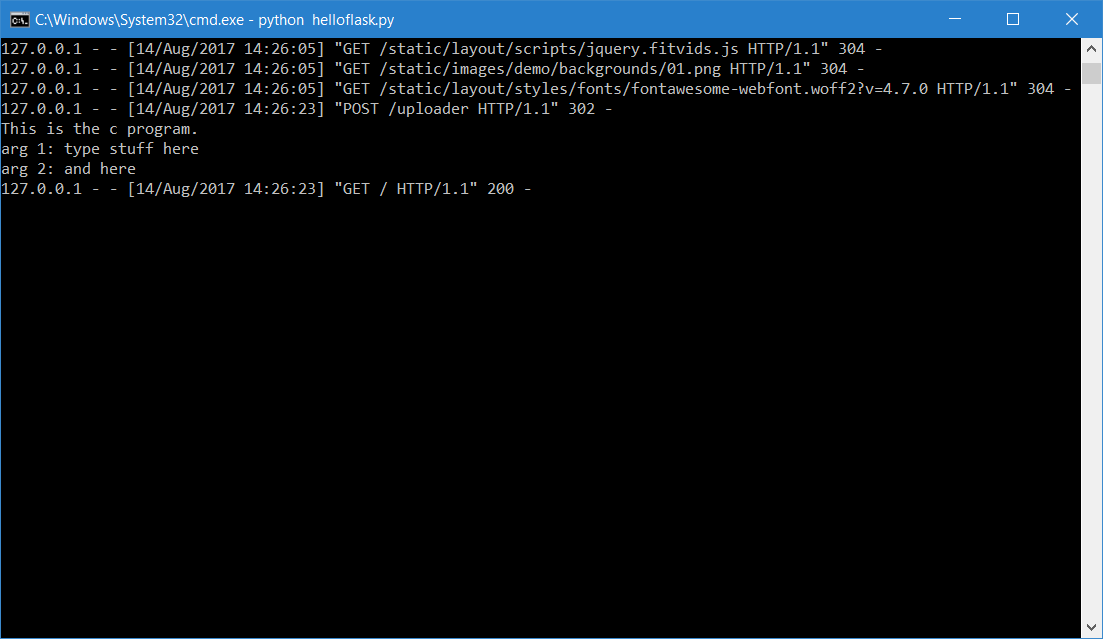 C:\Windows\System32\cmd.exe - python  helloflask.py
127.0.0.1 - - [14/Aug/2017 14:26:05] "GET /static/layout/scripts/jquery.fitvids.js HTTP/1.1" 304 -
127.0.0.1 - - [14/Aug/2017 14:26:05] "GET /static/images/demo/backgrounds/01.png HTTP/1.1" 304 -
127.0.0.1 - - [14/Aug/2017 14:26:05] "GET /static/layout/styles/fonts/fontawesome-webfont.woff2?v=4.7.0 HTTP/1.1" 304 -
127.0.0.1 - - [14/Aug/2017 14:26:23] "POST /uploader HTTP/1.1" 302 -
This is the c program.
arg 1: type stuff here
arg 2: and here
127.0.0.1 - - [14/Aug/2017 14:26:23] "GET / HTTP/1.1" 200 -